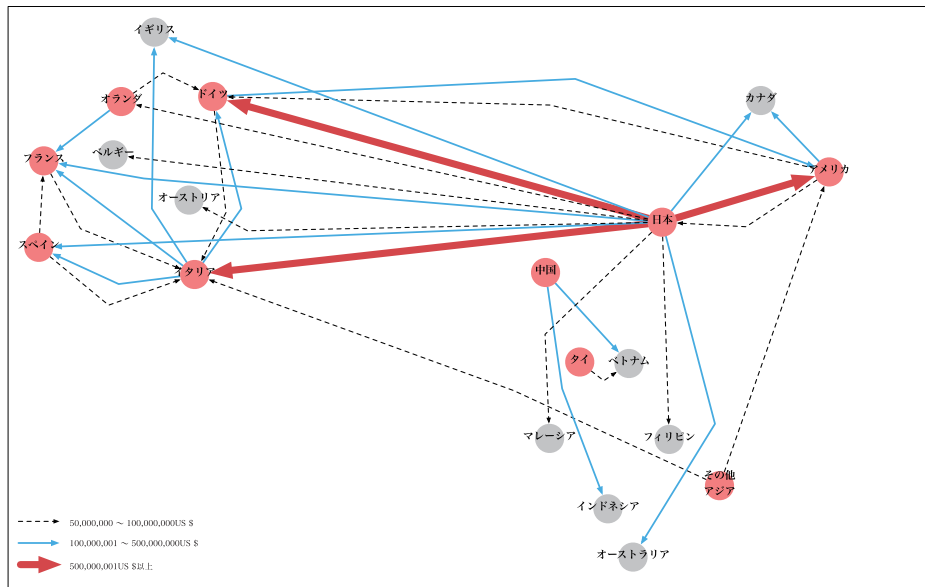 イギリス
オランダ
ドイツ
カナダ
フランス
ベルギー
アメリカ
オーストリア
日本
スペイン
イタリア
中国
タイ
ベトナム
マレーシア
フィリピン
その他
アジア
インドネシア
オーストラリア
50,000,000 ～ 100,000,000US $
100,000,001 ～ 500,000,000US $
500,000,001US $以上